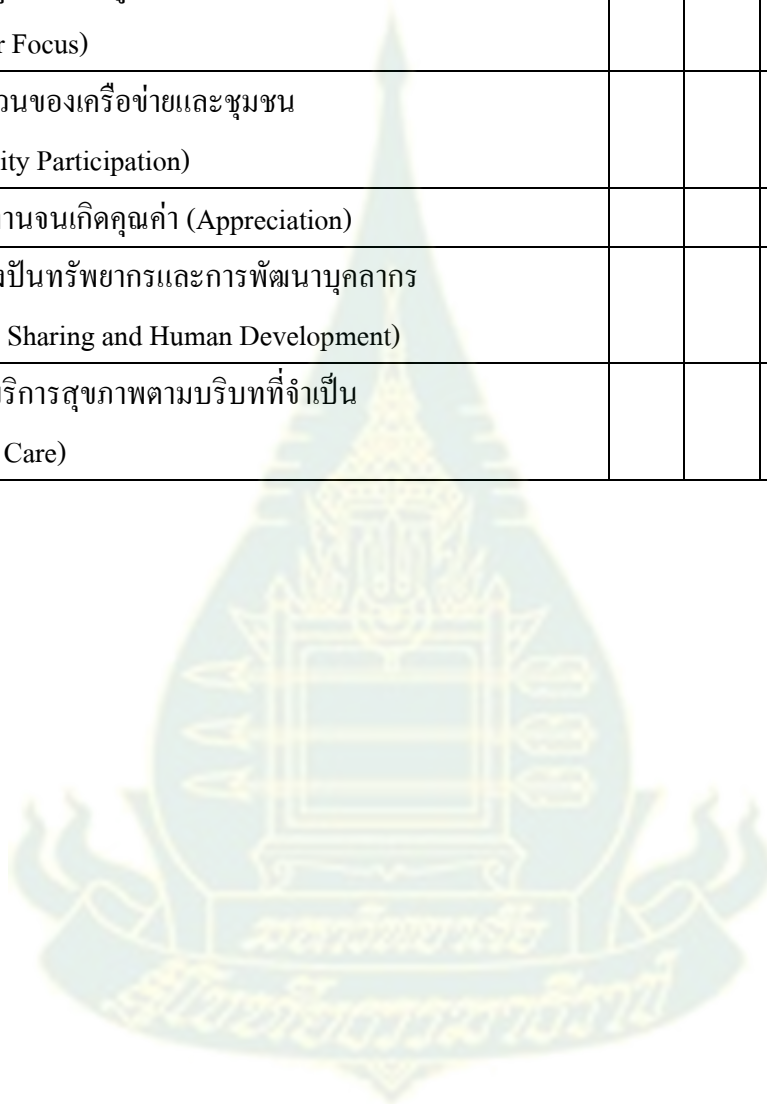 r Focus)
วนของเครือข่ายและชุมชน
ity Participation)
านจนเกิดคุณค่า (Appreciation)
ปันทรัพยากรและการพัฒนาบุคลากร
Sharing and Human Development)
ริการสุขภาพตามบริบทที่จำเป็น
Care)